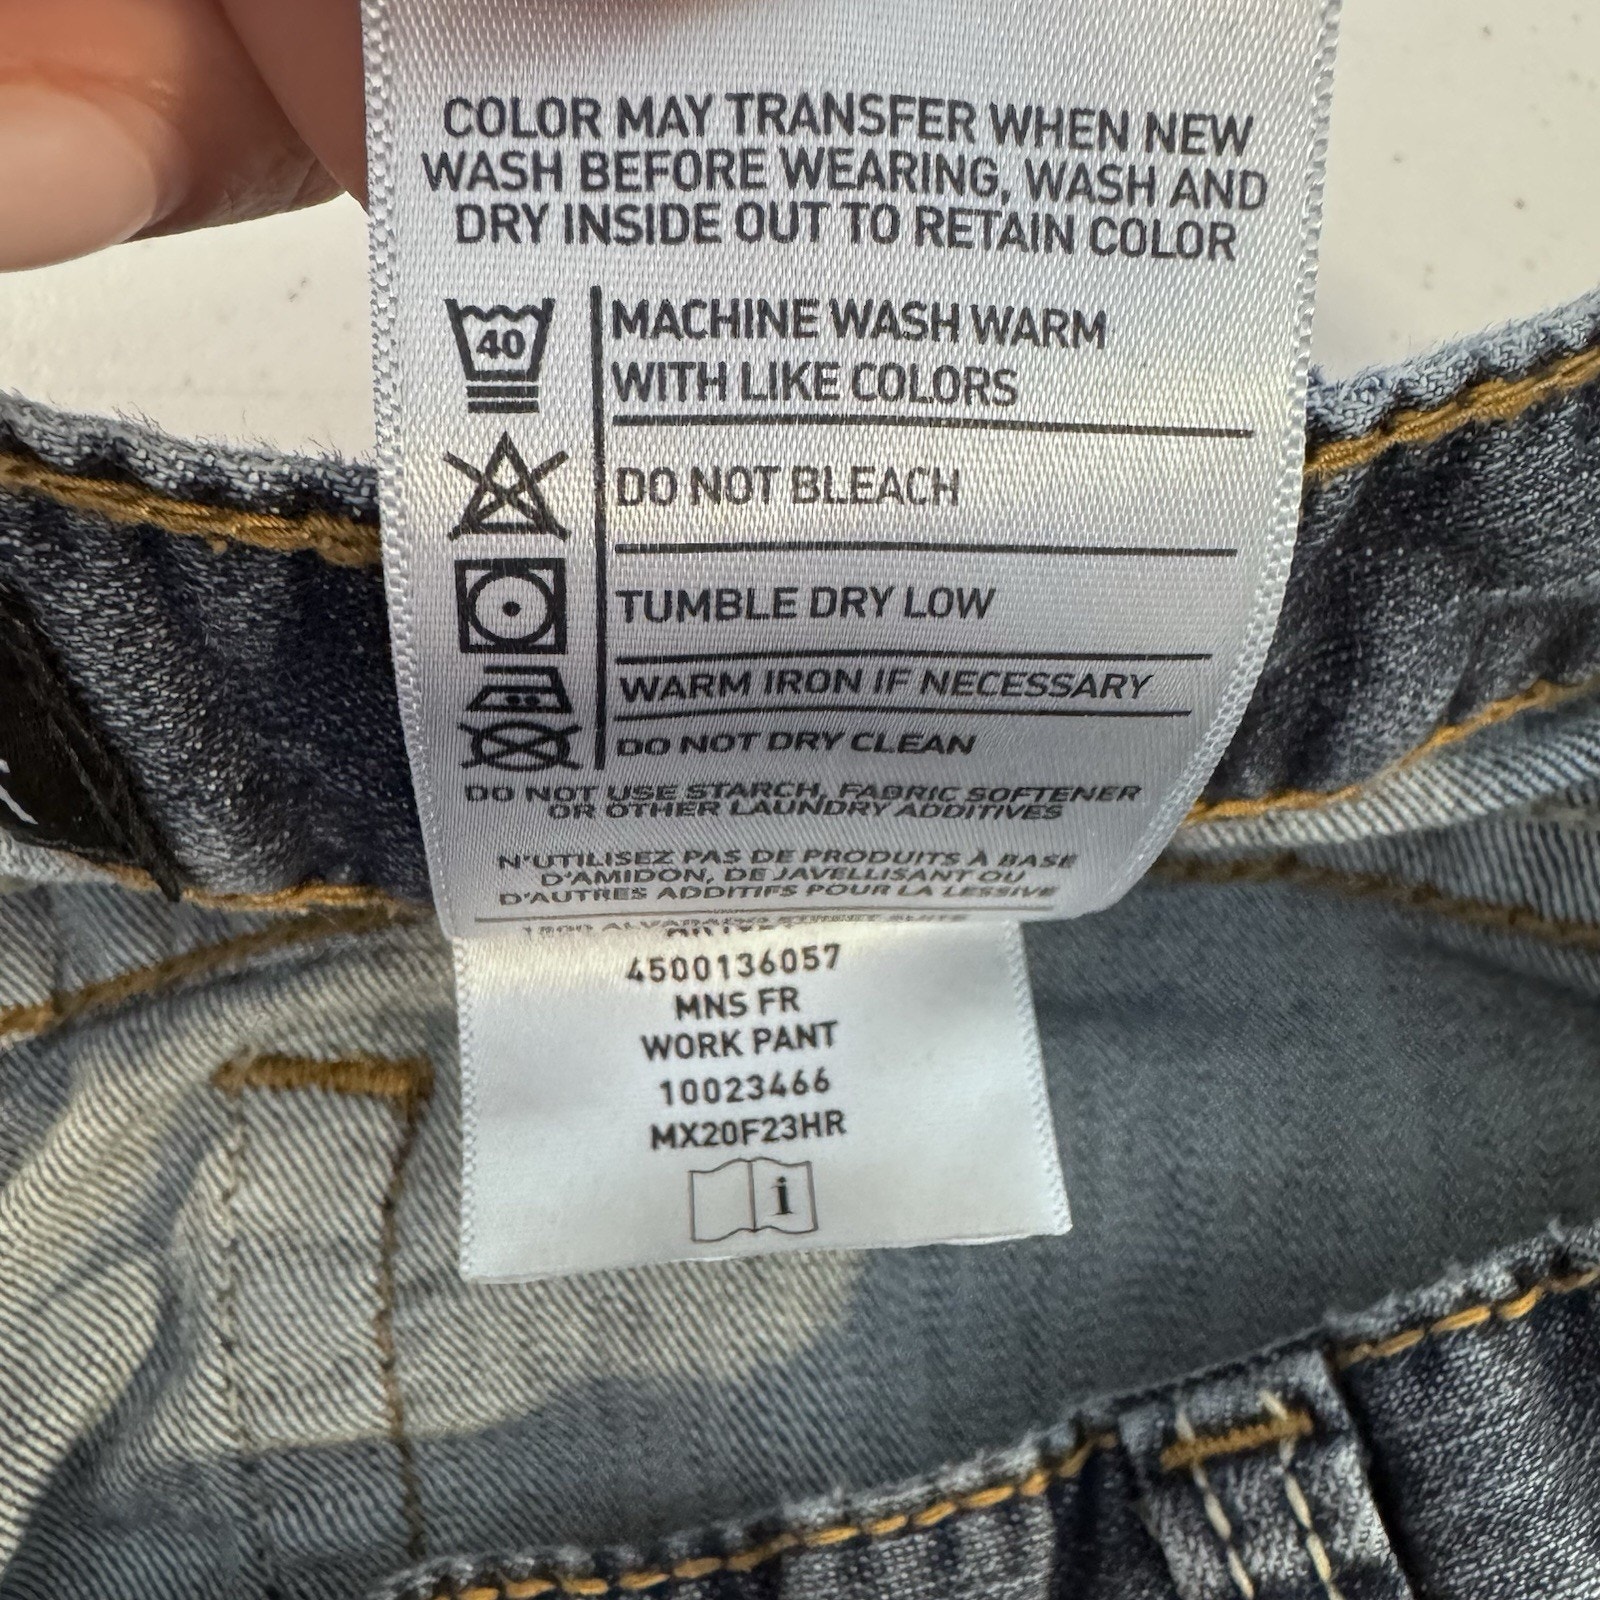 COLOR MAY TRANSFER WHEN NEW
WASH BEFORE WEARING, WASH AND
DRY INSIDE OUT TO RETAIN COLOR
40
MACHINE WASH WARM
WITH LIKE COLORS
DO NOT BLEACH
TUMBLE DRY LOW
WARM IRON IF NECESSARY
DO NOT DRY CLEAN
DO NOT USE STARCH, FABRIC SOFTENER
OR OTHER LAUNDRY ADDITIVES
N'UTILISEZ PAS DE PRODUITS À BASE
D'AMIDON, DE JAVELLISANT OU
D'AUTRES ADDITIFS POUR LA LESSIVE
4500136057
MNS FR
WORK PANT
10023466
MX20F23HR
i